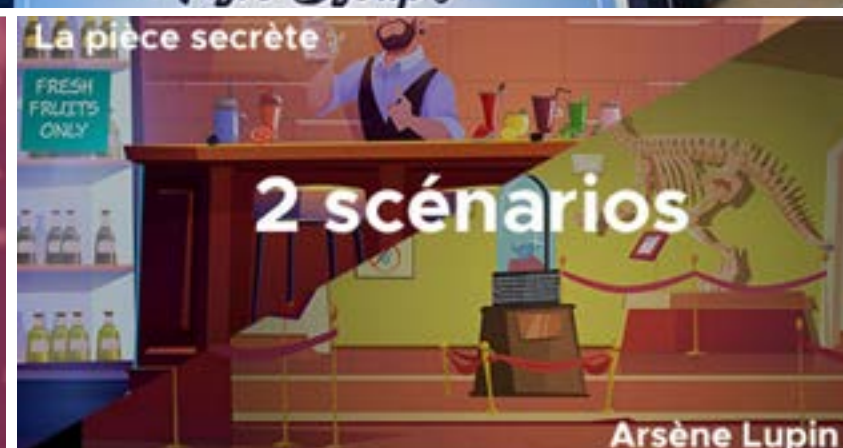 La pièce secrète
FRESH
FRUITS
ONLY
2 scénarios
Arsène Lupin